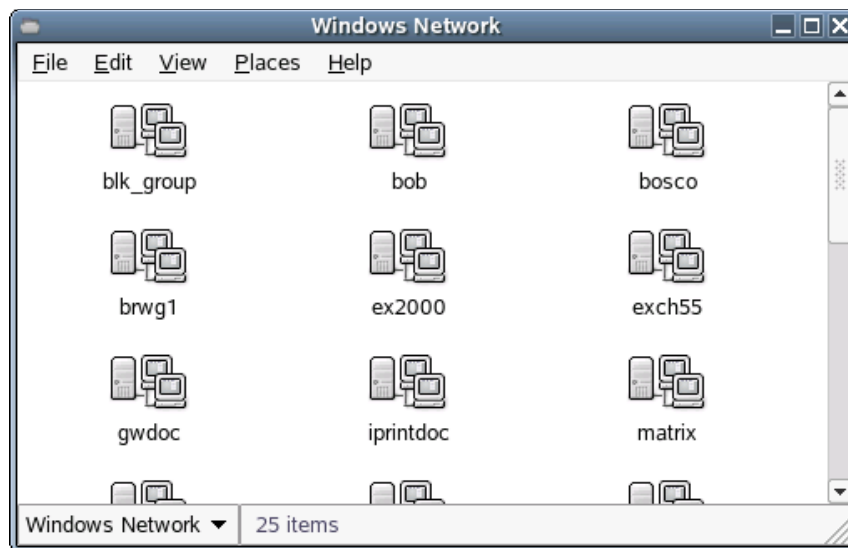 Windows Network
File Edit View Places Help
blk_group bob bosco
brwg1 ex2000 exch55
gwdoc iprintdoc matrix
Windows Network 25 items